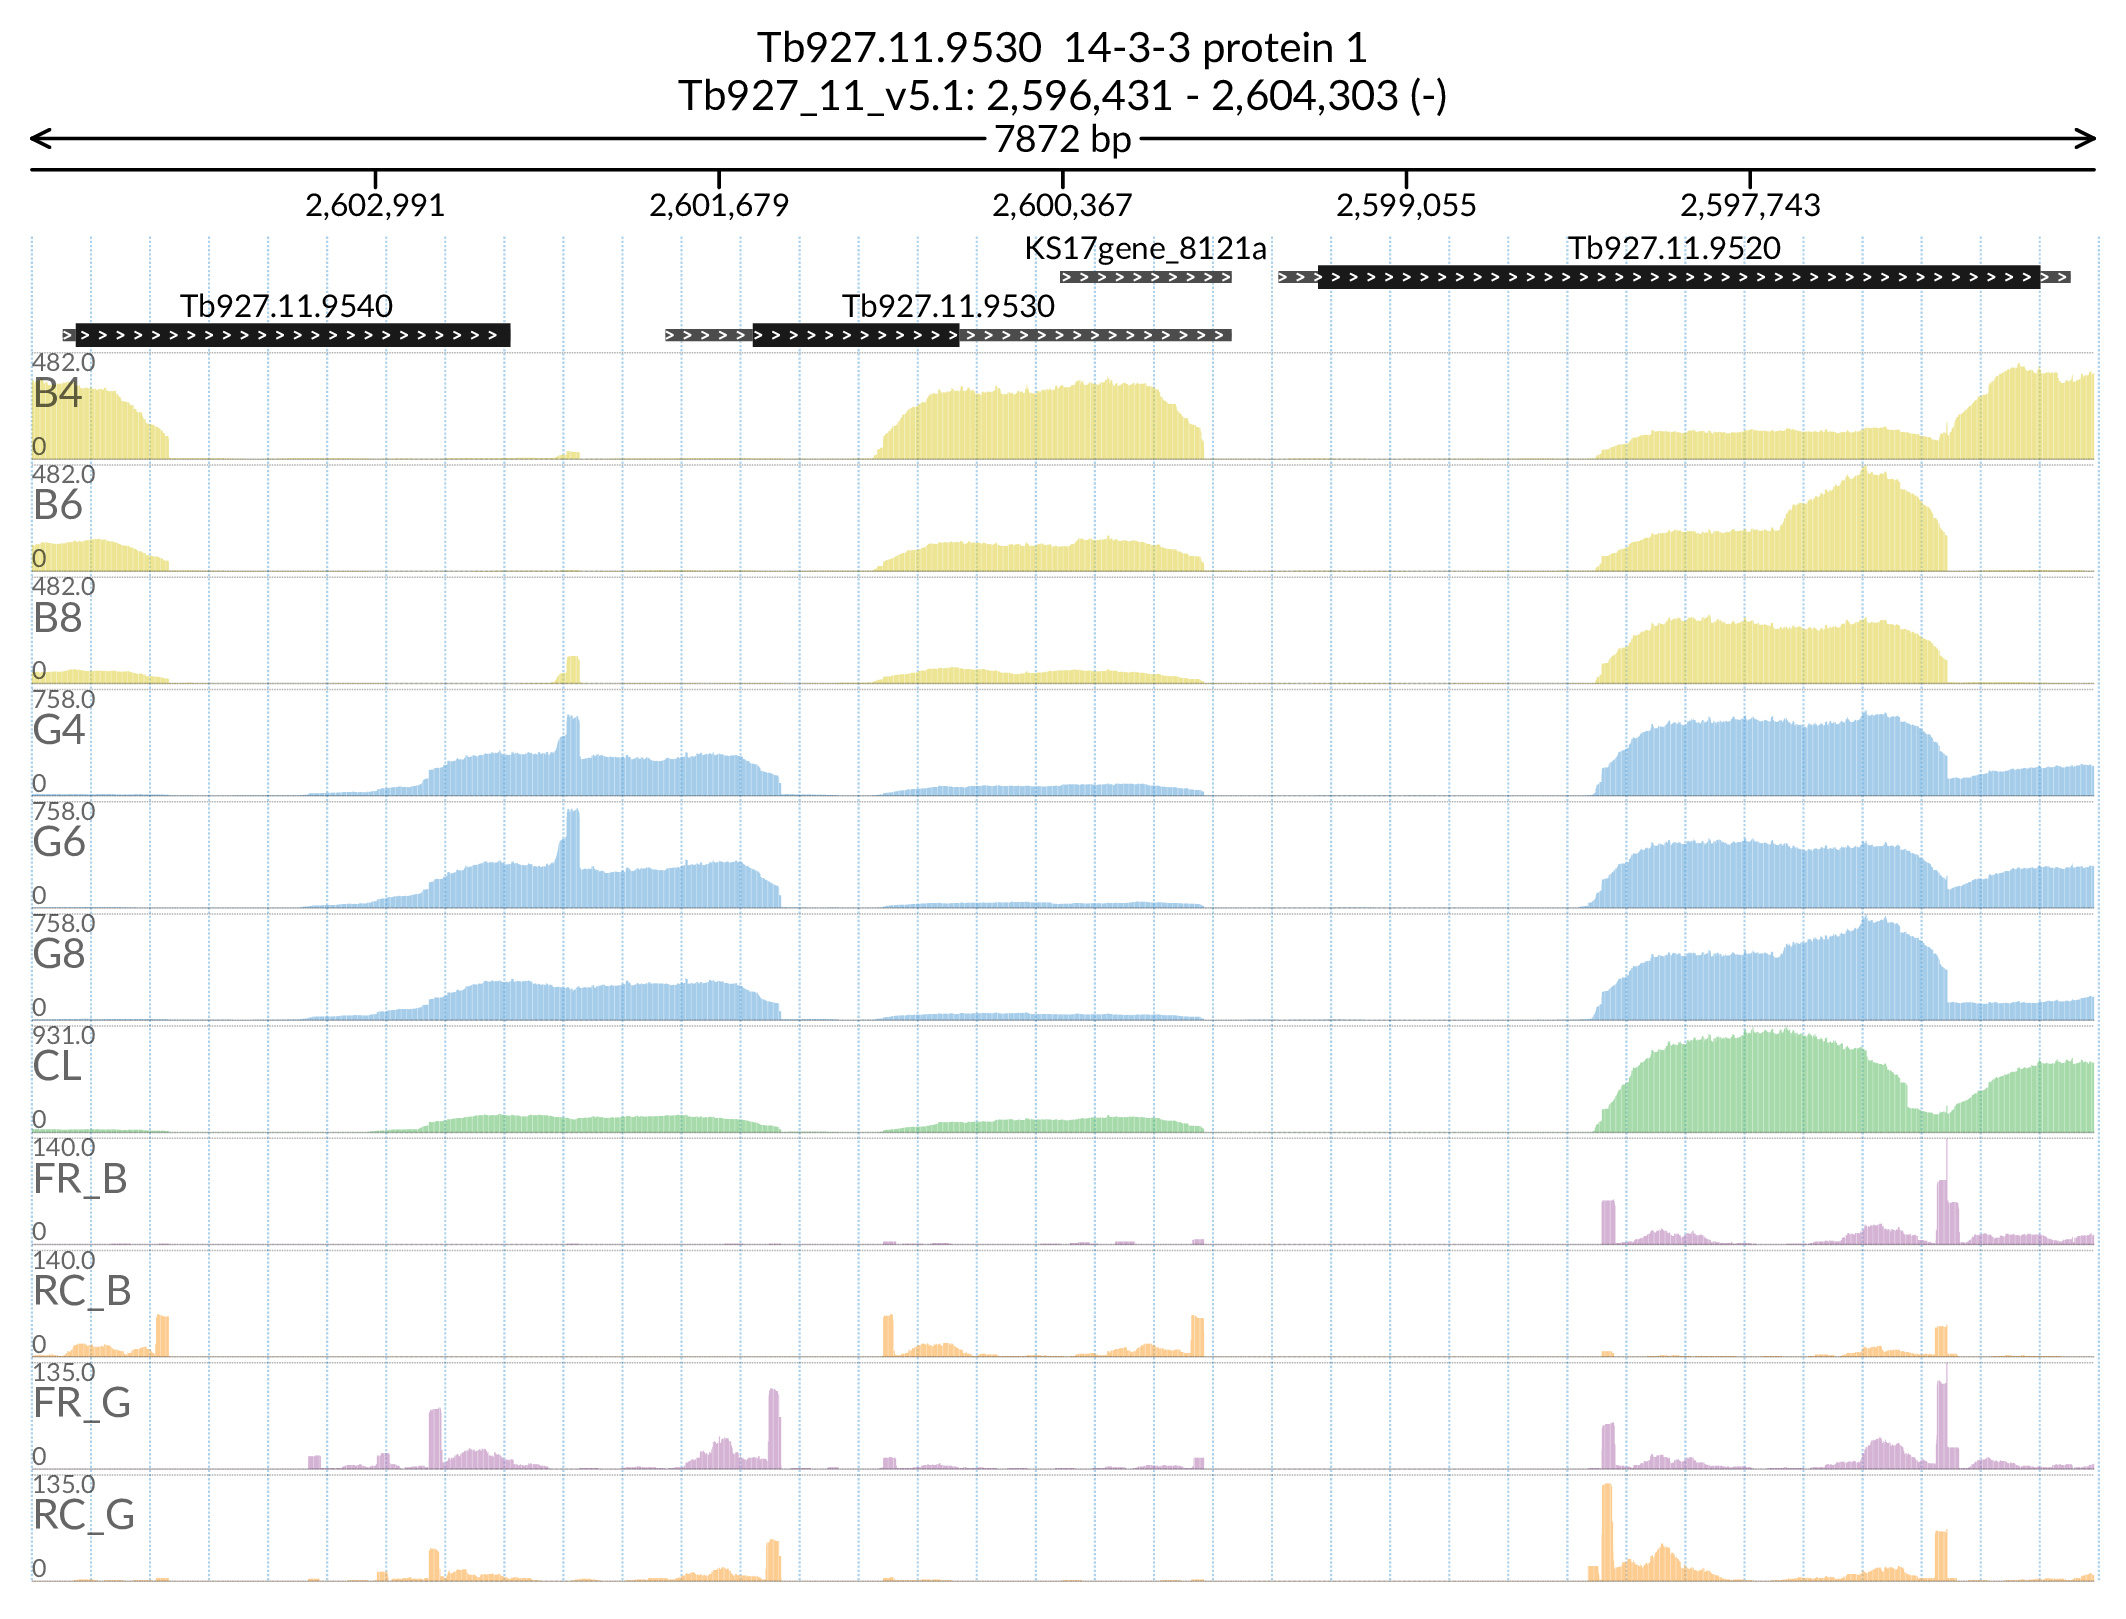 Tb927.11.9530  14-3-3 protein 1
Tb927_11_v5.1: 2,596,431 - 2,604,303 (-)
7872 bp
2,602,991 2,601,679 2,600,367 2,599,055 2,597,743
KS17gene_8121a Tb927.11.9520
Tb927.11.9540 Tb927.11.9530
482.0
B4
0
482.0
B6
0
482.0
B8
0
758.0
G4
0
758.0
G6
0
758.0
G8
0
931.0
CL
0
140.0
FR_B
0
140.0
RC_B
0
135.0
FR_G
0
135.0
RC_G
0